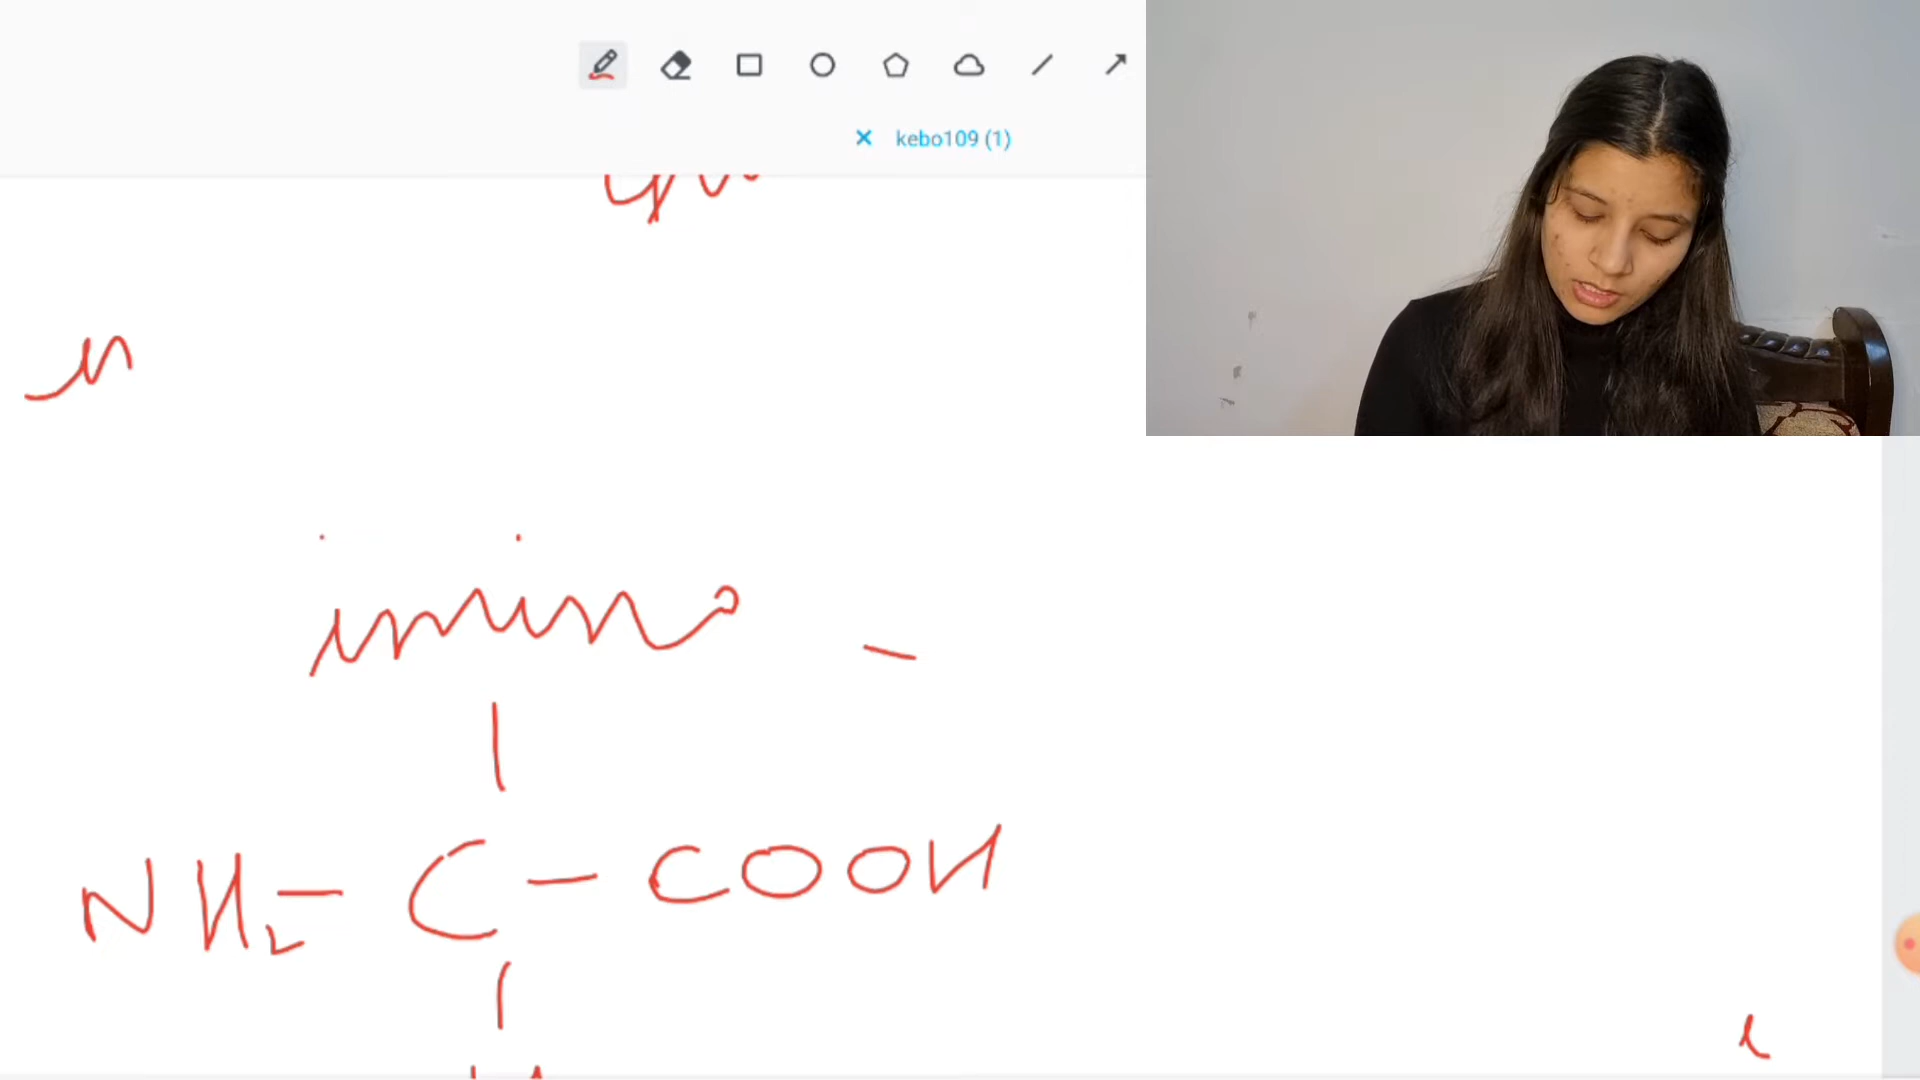 kebo109 (1)
imino -
NH2 - C - COOH
H